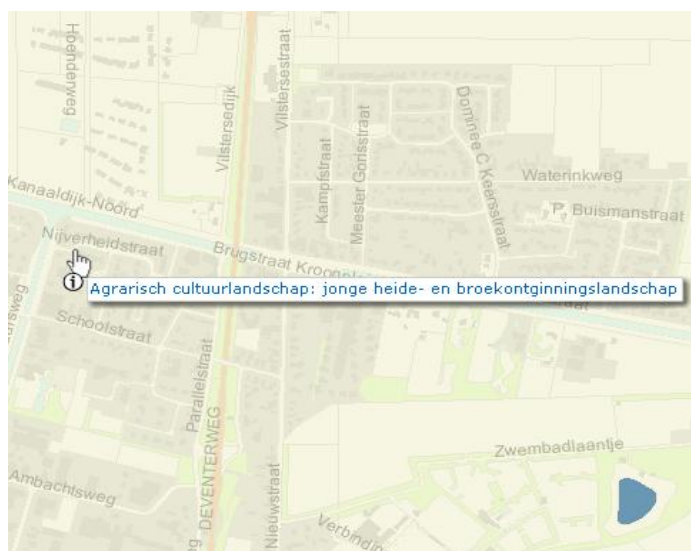 Hoenderweg
Vilstersedijk
Vilstersestraat
Kampfstraat
Meester Gorisstraat
Dominee C Keersstraat
Waterinkweg
P. Buismanstraat
Kanaaldijk-Noord
Nijverheidstraat
Brugstraat
Agrarisch cultuurlandschap: jonge heide- en broekontginningslandschap
Schoolstraat
Parallelstraat
DEVENTERWEG
Nieuwstraat
Zwembadlaantje
Ambachtsweg